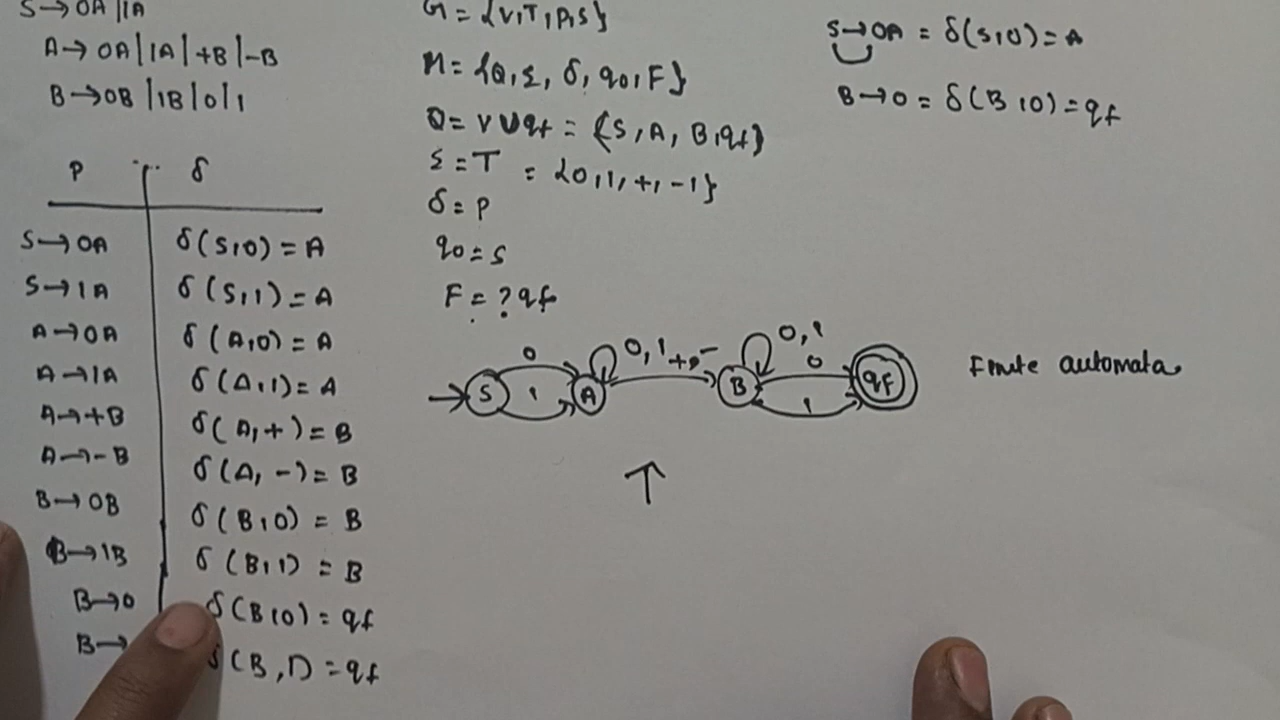 S→0A|1A
A→0A|1A|+B|-B
B→0B|1B|0|1
G = {V,T,P,S}
M = {Q,Σ,δ,q0,F}
Q = V U qf = {S,A,B,qf}
Σ = T = {0,1,+,-}
δ = P
q0 = S
F = ? qf
S→0A = δ(S,0) = A
B→0 = δ(B,0) = qf
P δ
S→0A δ(S,0) = A
S→1A δ(S,1) = A
A→0A δ(A,0) = A
A→1A δ(A,1) = A
A→+B δ(A,+) = B
A→-B δ(A,-) = B
B→0B δ(B,0) = B
B→1B δ(B,1) = B
B→0 δ(B,0) = qf
B→ δ(B,1) = qf
0 0,1 +,- 0,1 0
→ S 1 A B 1 qf
Finite automata
↑